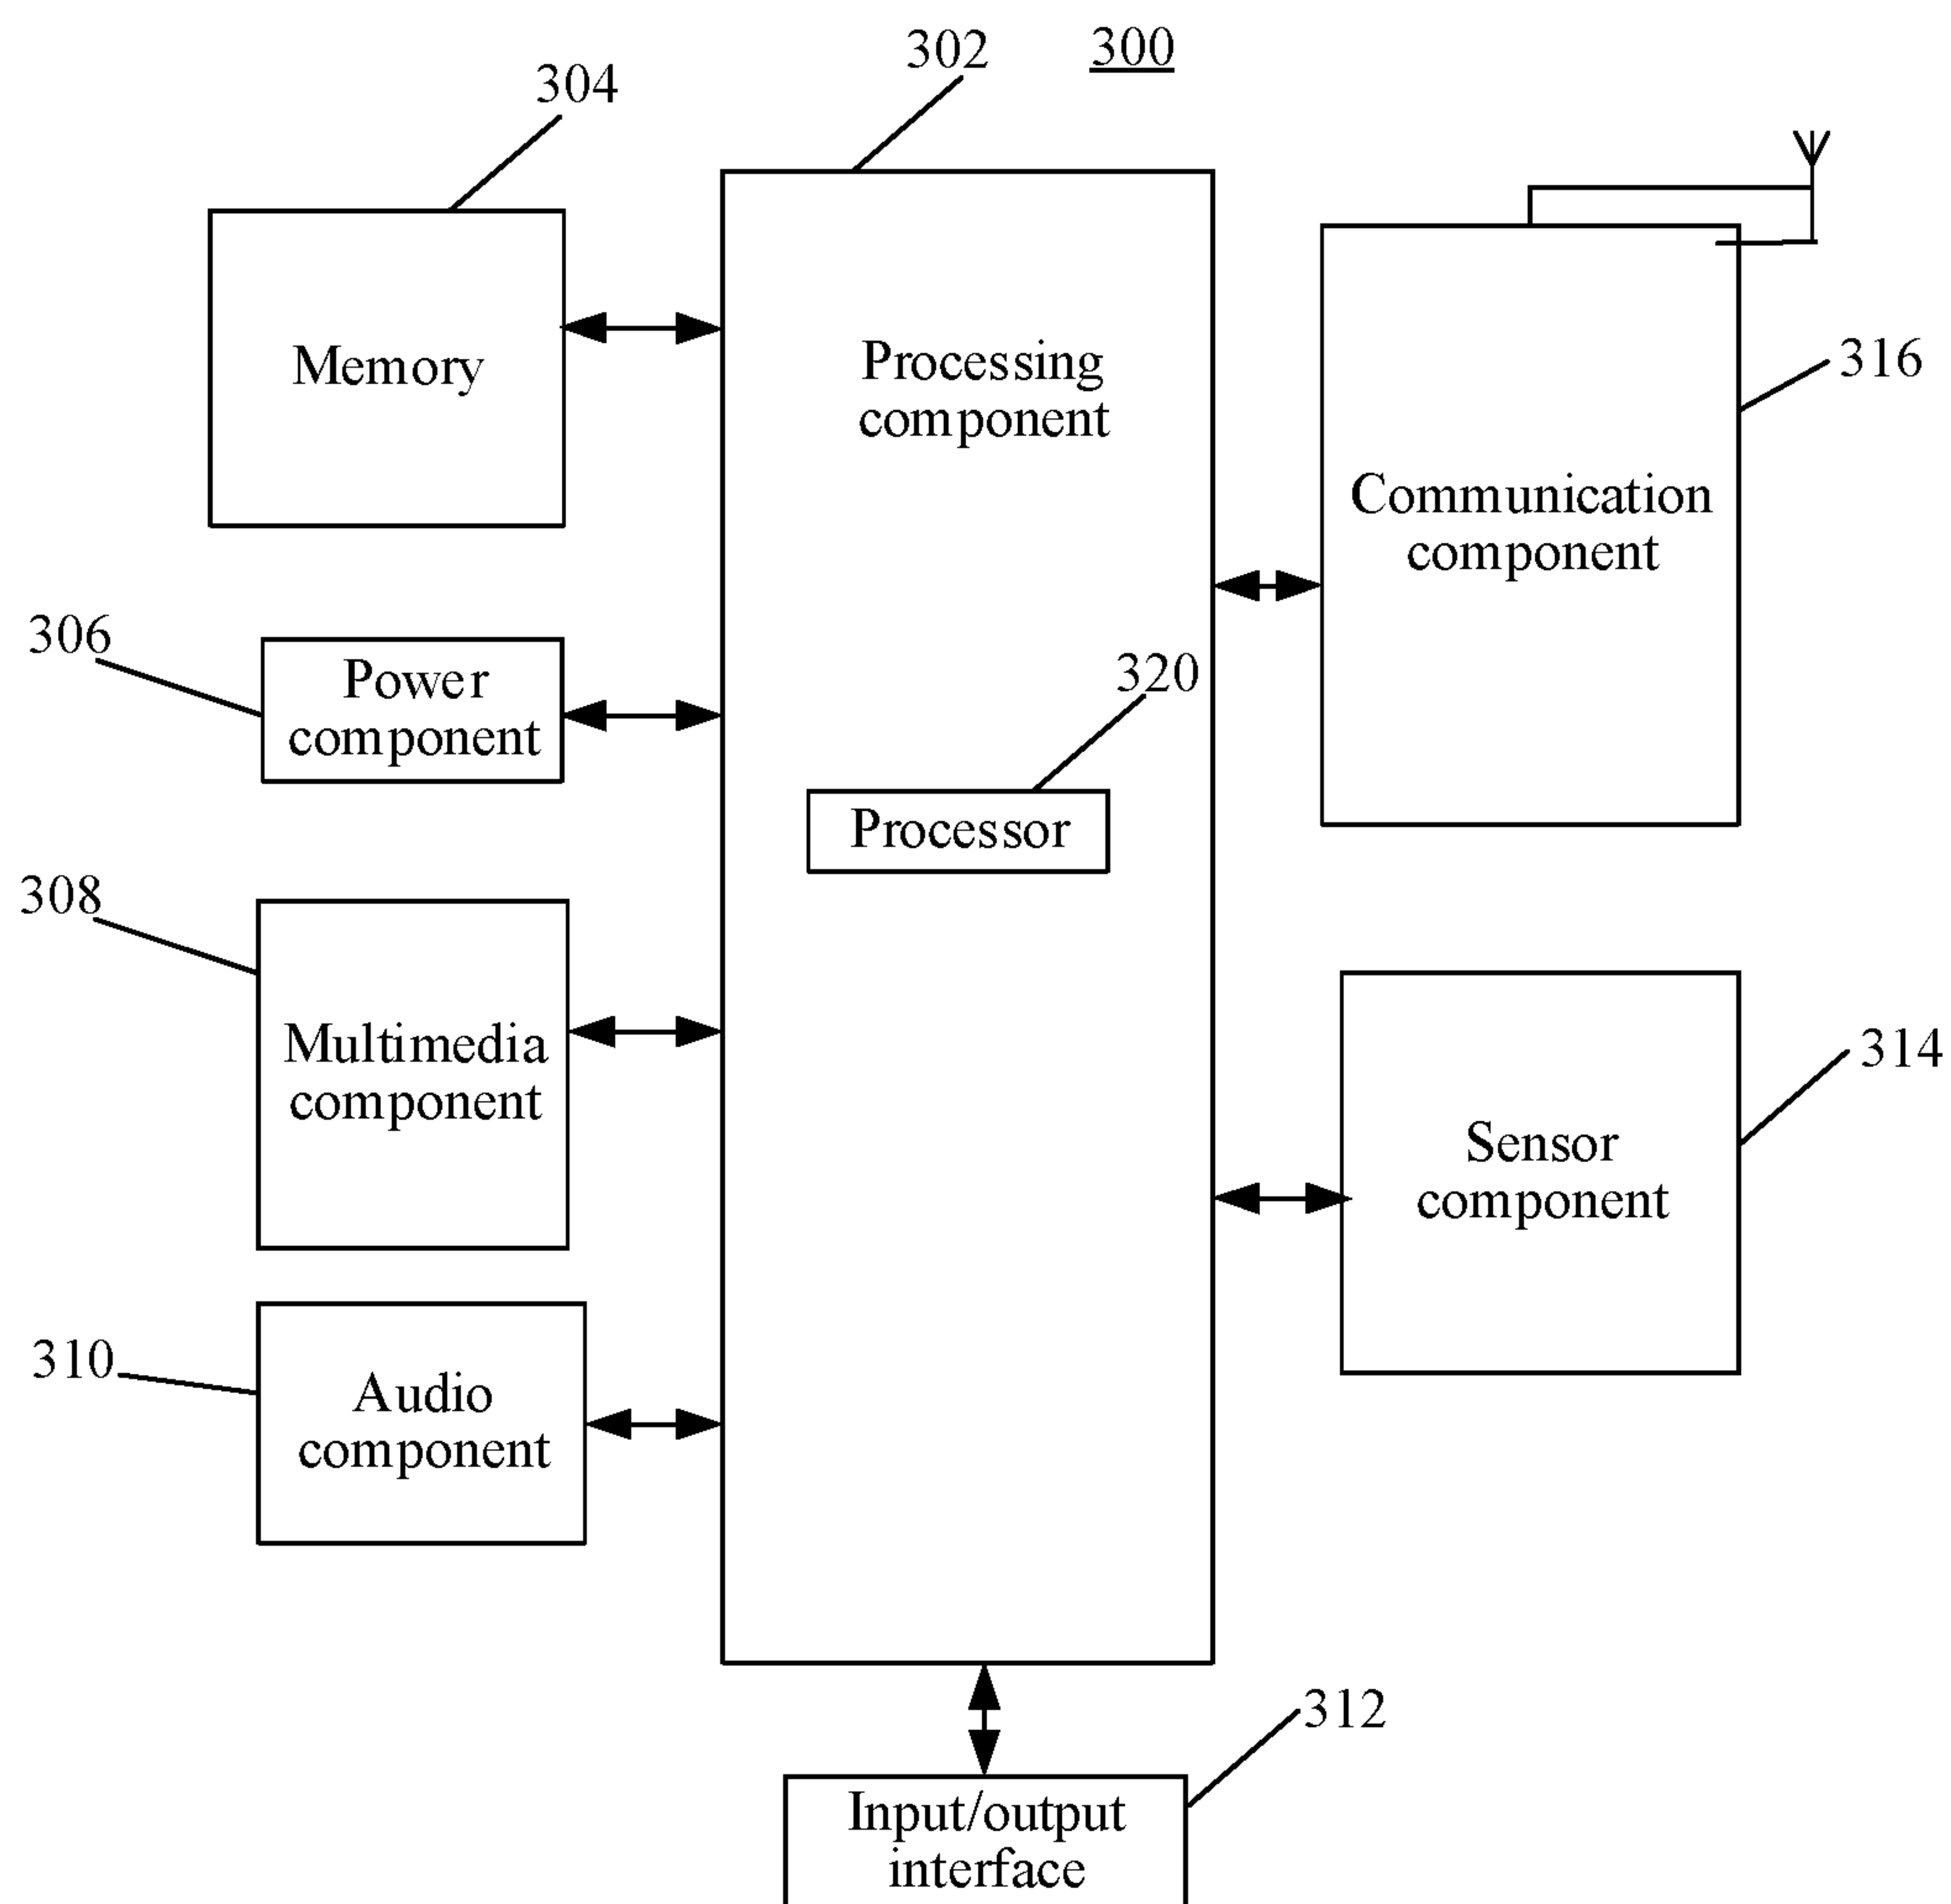 302
300
304
Memory
Processing
component
316
Communication
component
306
Power
component
320
Processor
308
Multimedia
component
314
Sensor
component
310
Audio
component
312
Input/output
interface